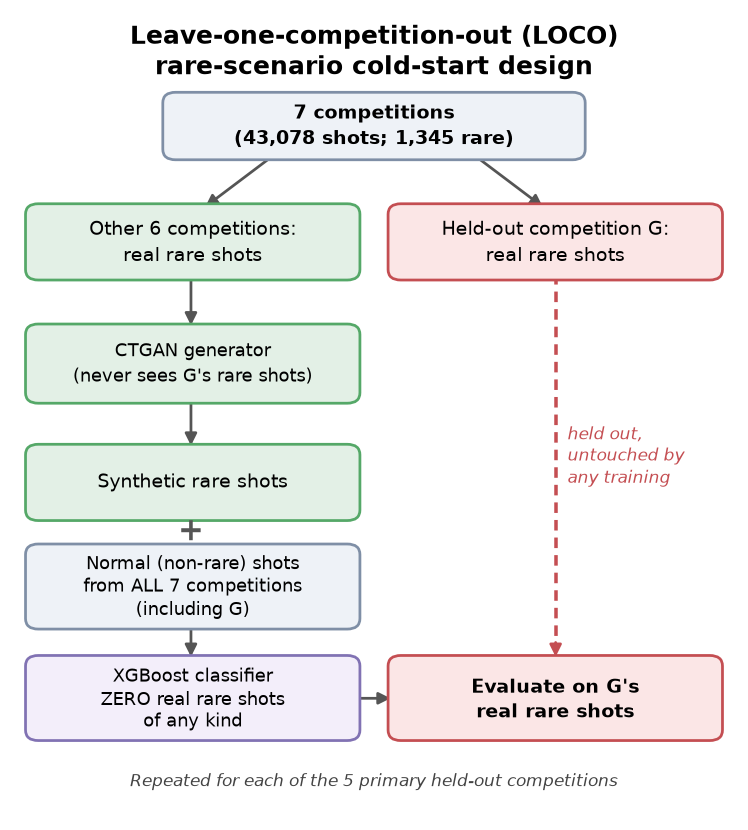 Leave-one-competition-out (LOCO)
rare-scenario cold-start design
7 competitions
(43,078 shots; 1,345 rare)
Other 6 competitions:
real rare shots
Held-out competition G:
real rare shots
CTGAN generator
(never sees G's rare shots)
held out,
untouched by
any training
Synthetic rare shots
+
Normal (non-rare) shots
from ALL 7 competitions
(including G)
XGBoost classifier
ZERO real rare shots
of any kind
Evaluate on G's
real rare shots
Repeated for each of the 5 primary held-out competitions